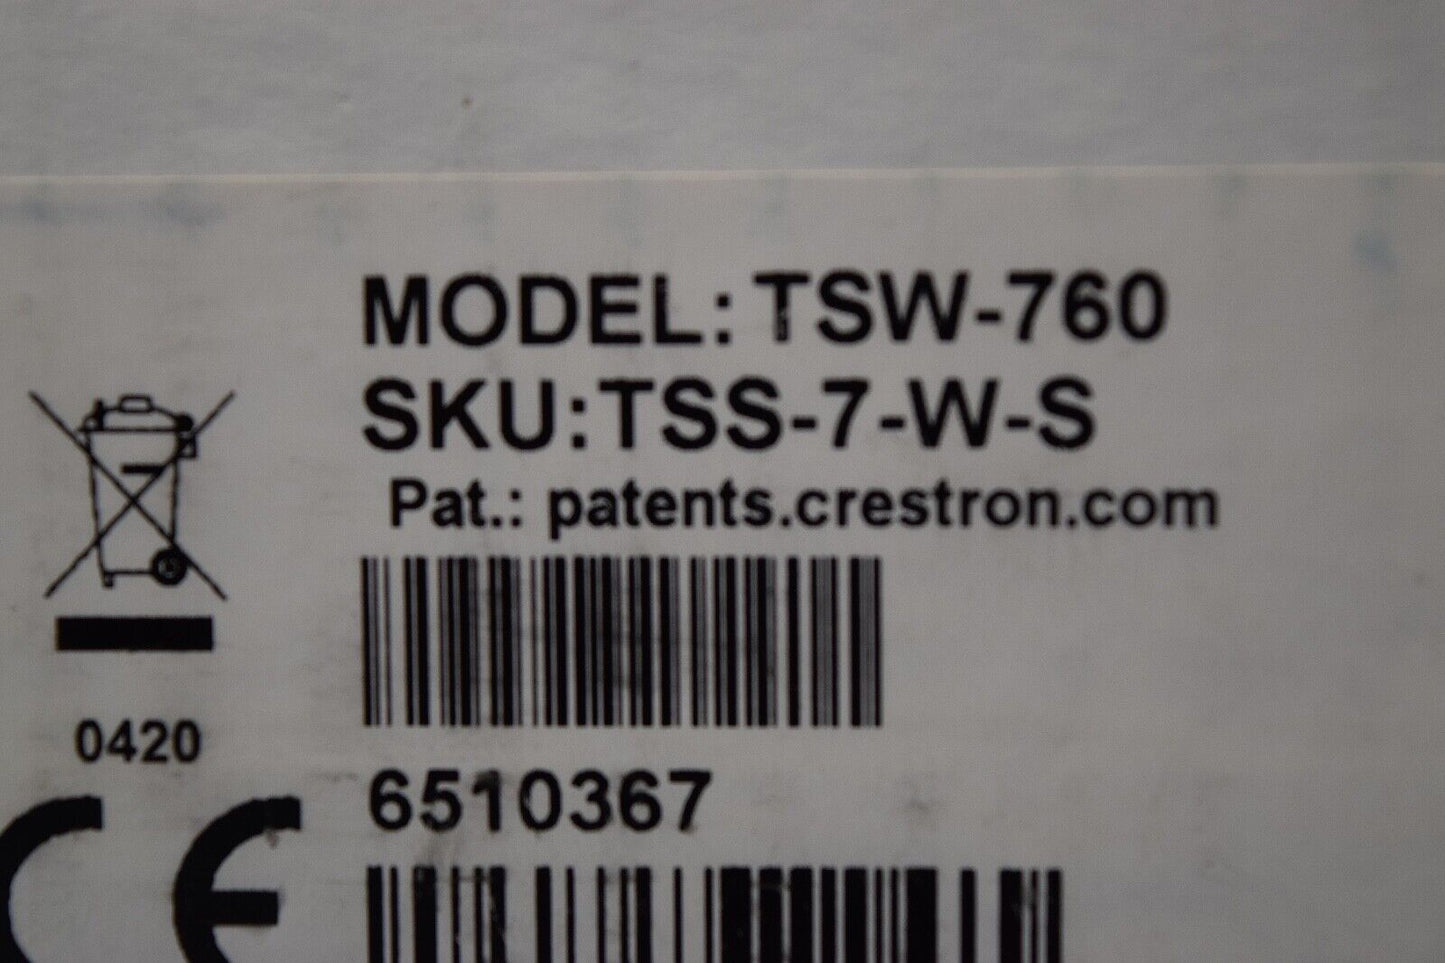 MODEL: TSW-760
SKU:TSS-7-W-S
Pat.: patents.crestron.com
0420
6510367
CE